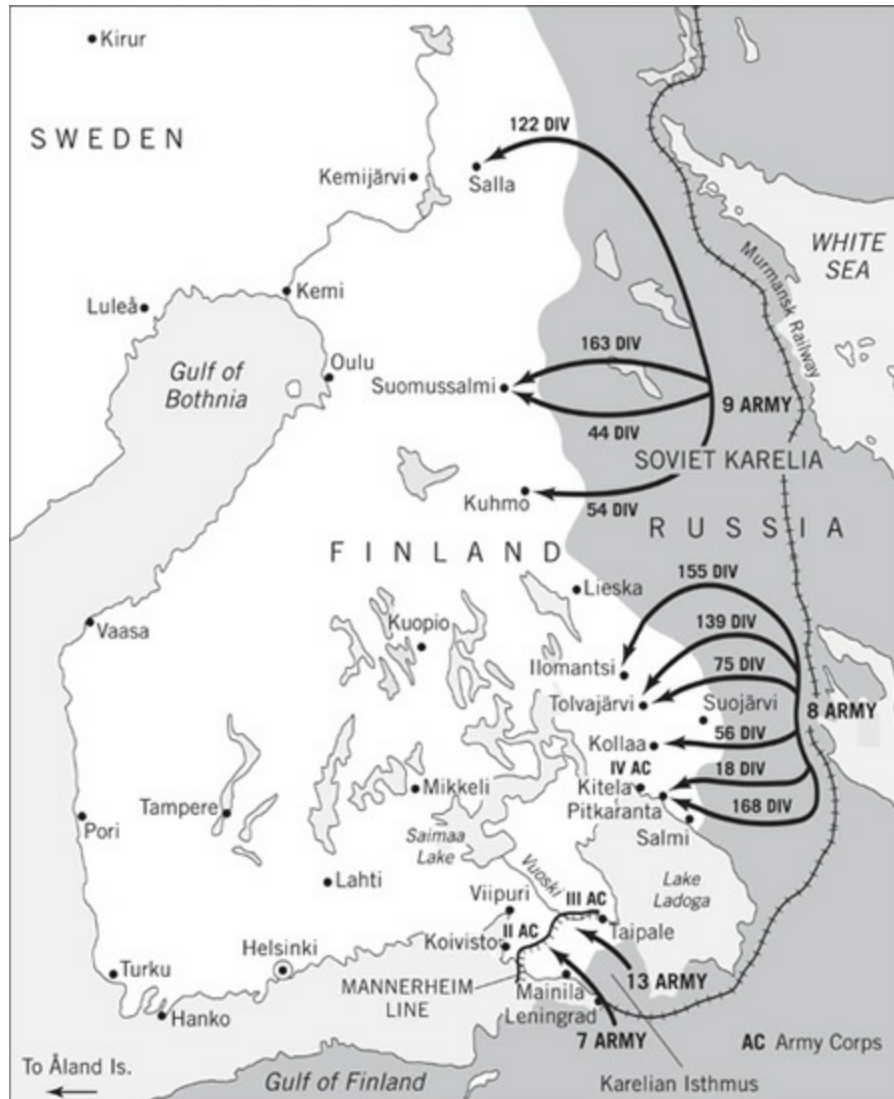 Kirur
SWEDEN
122 DIV
Kemijärvi
Salla
WHITE
SEA
Murmansk Railway
Kemi
Luleå
Gulf of
Bothnia
Oulu
163 DIV
Suomussalmi
9 ARMY
44 DIV
SOVIET KARELIA
Kuhmo
54 DIV
RUSSIA
FINLAND
155 DIV
Lieska
139 DIV
Vaasa
Kuopio
Ilomantsi
75 DIV
Tolvajärvi
Suojärvi
8 ARMY
56 DIV
Kollaa
IV AC
18 DIV
Mikkeli
Kitela
Pitkaranta
168 DIV
Tampere
Pori
Salmi
Saimaa
Lake
Lahti
Vuoski
Lake
Ladoga
Viipuri
III AC
II AC
Taipale
Koivistor
Helsinki
Turku
MANNERHEIM
LINE
13 ARMY
Mainila
Leningrad
Hanko
7 ARMY
AC Army Corps
To Åland Is.
Gulf of Finland
Karelian Isthmus